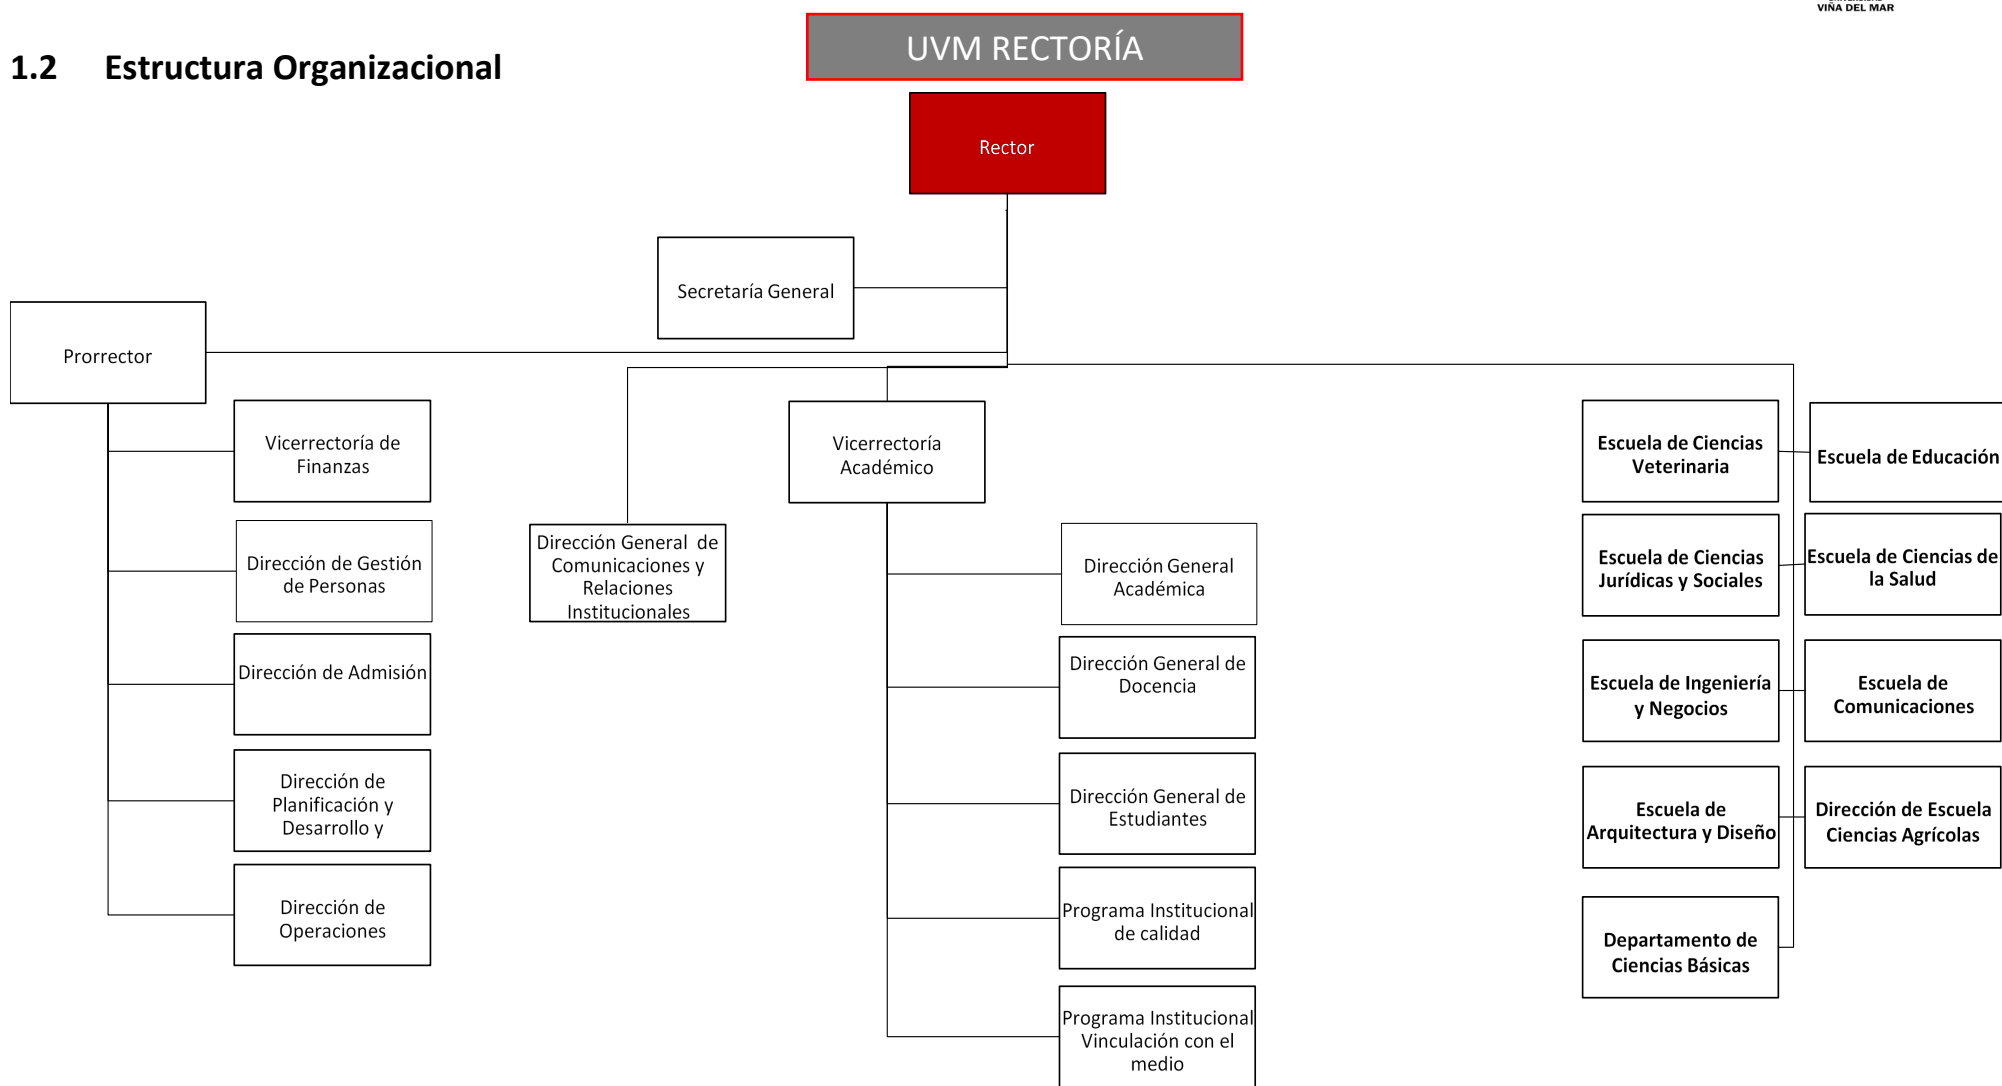 VIÑA DEL MAR
UVM RECTORÍA
1.2 Estructura Organizacional
Rector
Secretaría General
Prorrector
Vicerrectoría de
Finanzas
Dirección de Gestión
de Personas
Dirección de Admisión
Dirección de
Planificación y
Desarrollo y
Dirección de
Operaciones
Dirección General de
Comunicaciones y
Relaciones
Institucionales
Vicerrectoría
Académico
Dirección General
Académica
Dirección General de
Docencia
Dirección General de
Estudiantes
Programa Institucional
de calidad
Programa Institucional
Vinculación con el
medio
Escuela de Ciencias
Veterinaria
Escuela de Educación
Escuela de Ciencias
Jurídicas y Sociales
Escuela de Ciencias de
la Salud
Escuela de Ingeniería
y Negocios
Escuela de
Comunicaciones
Escuela de
Arquitectura y Diseño
Dirección de Escuela
Ciencias Agrícolas
Departamento de
Ciencias Básicas